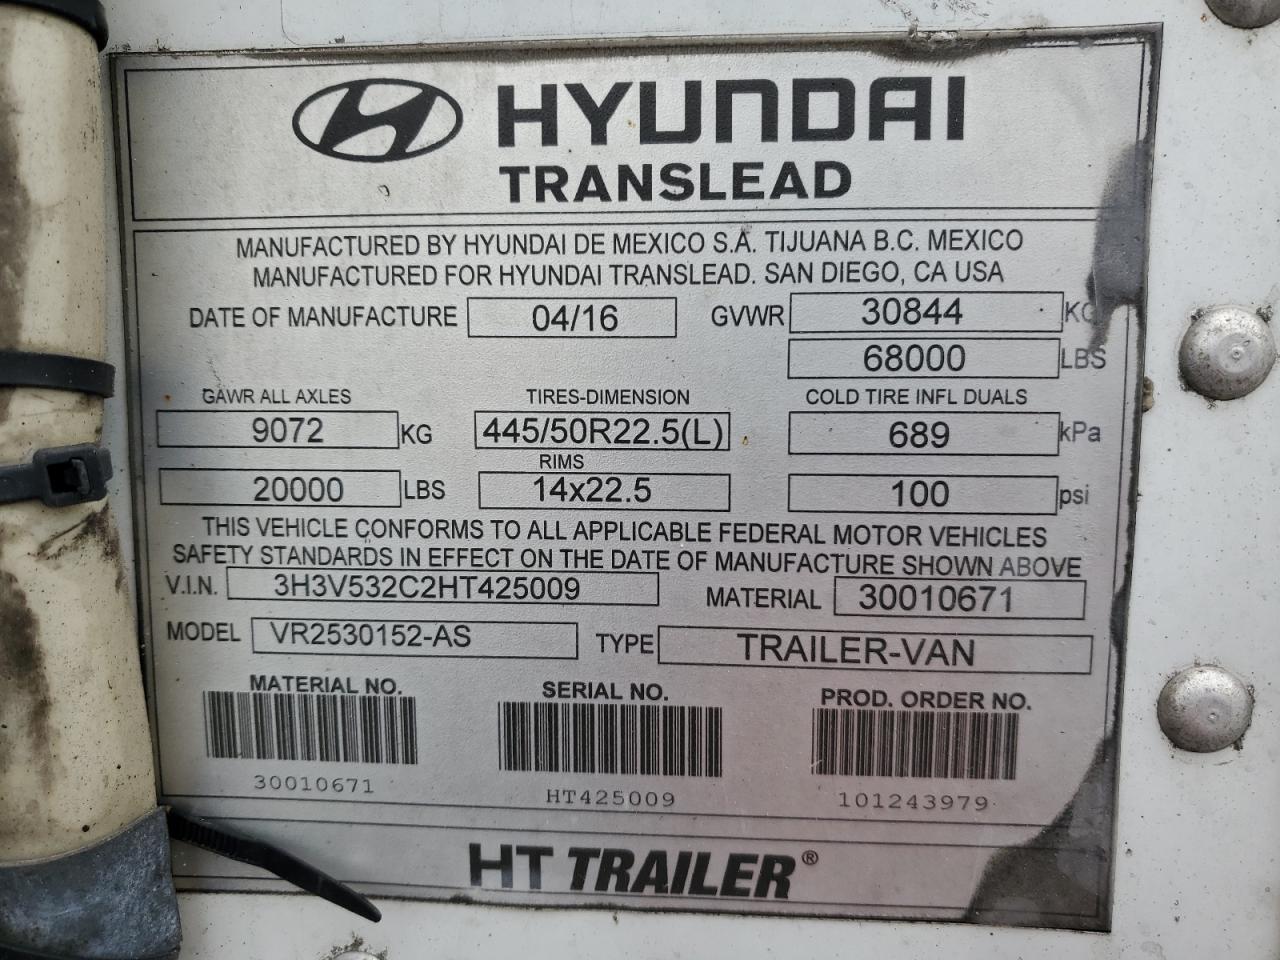 HYUNDAI
TRANSLEAD
MANUFACTURED BY HYUNDAI DE MEXICO S.A. TIJUANA B.C. MEXICO
MANUFACTURED FOR HYUNDAI TRANSLEAD. SAN DIEGO, CA USA
DATE OF MANUFACTURE 04/16 GVWR 30844 KG
68000 LBS
GAWR ALL AXLES TIRES-DIMENSION COLD TIRE INFL DUALS
9072 KG 445/50R22.5(L) 689 kPa
RIMS
20000 LBS 14x22.5 100 psi
THIS VEHICLE CONFORMS TO ALL APPLICABLE FEDERAL MOTOR VEHICLES
SAFETY STANDARDS IN EFFECT ON THE DATE OF MANUFACTURE SHOWN ABOVE
V.I.N. 3H3V532C2HT425009 MATERIAL 30010671
MODEL VR2530152-AS TYPE TRAILER-VAN
MATERIAL NO. SERIAL NO. PROD. ORDER NO.
30010671 HT425009 101243979
HT TRAILER®